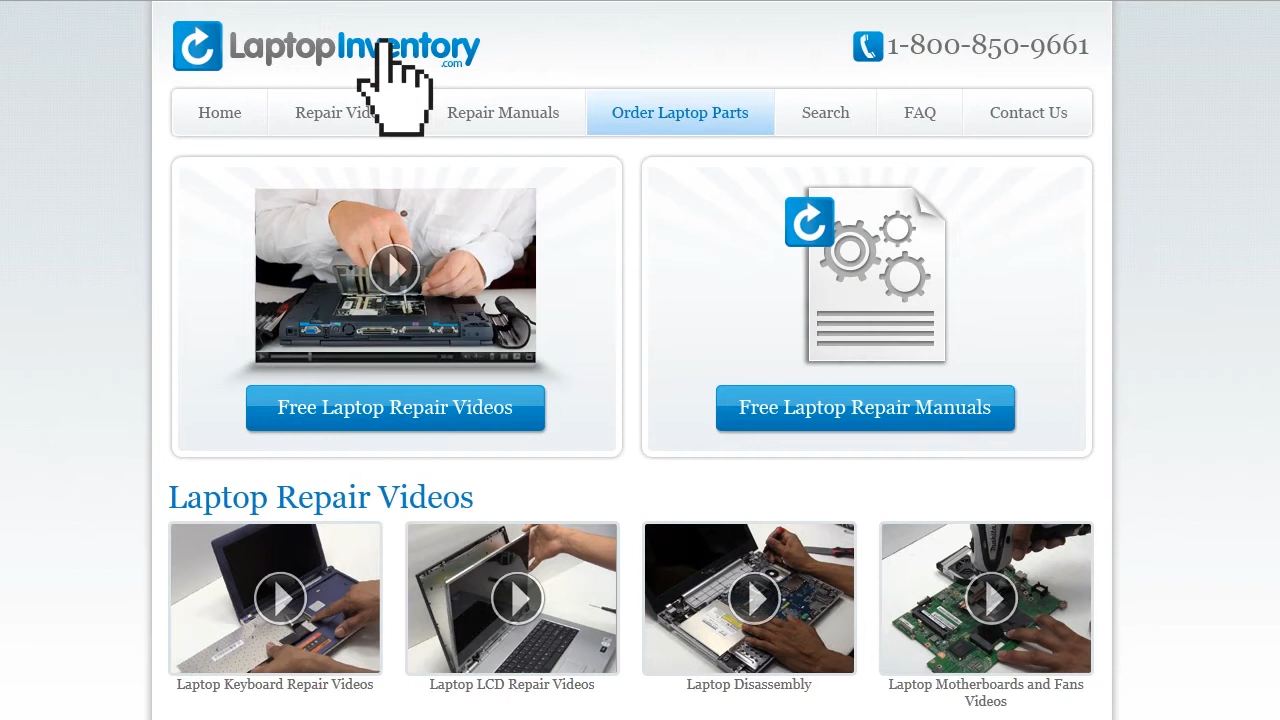 LaptopInventory
.com
1-800-850-9661
Home
Repair Vid
Repair Manuals
Order Laptop Parts
Search
FAQ
Contact Us
Free Laptop Repair Videos
Free Laptop Repair Manuals
Laptop Repair Videos
Laptop Keyboard Repair Videos
Laptop LCD Repair Videos
Laptop Disassembly
Laptop Motherboards and Fans
Videos